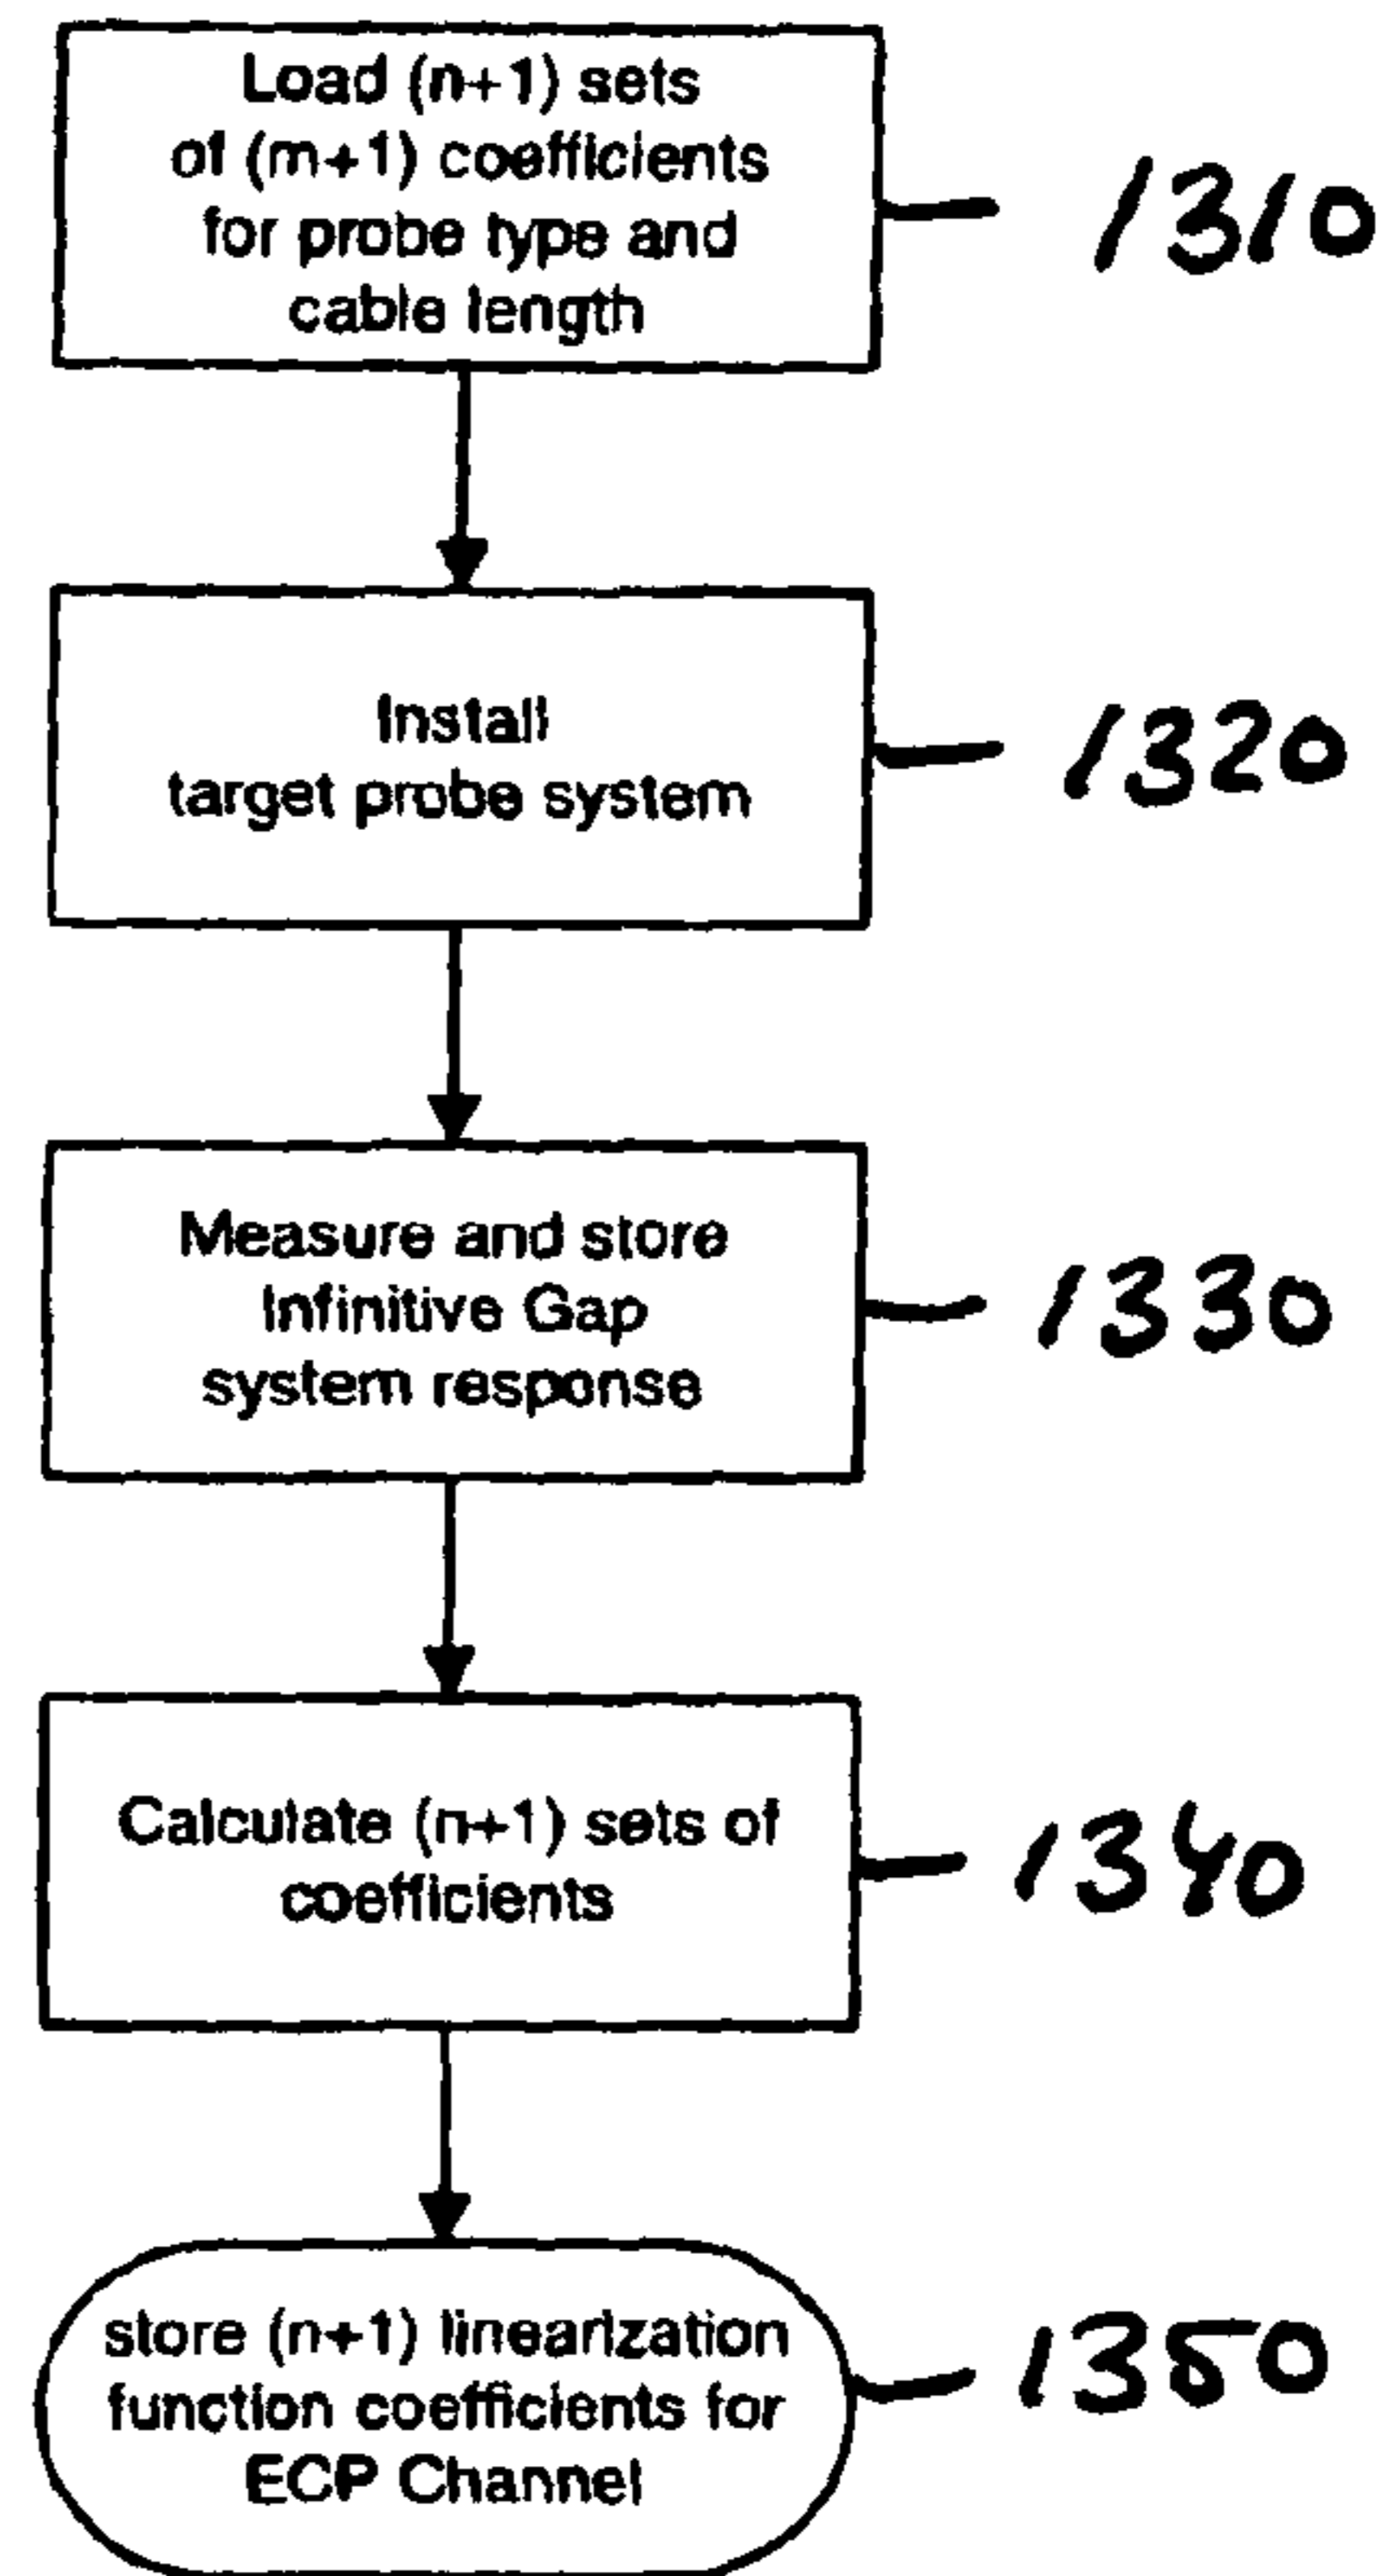 Load (n+1) sets
of (m+1) coefficients
for probe type and
cable length
1310
Install
target probe system
1320
Measure and store
Infinitive Gap
system response
1330
Calculate (n+1) sets of
coefficients
1340
store (n+1) linearization
function coefficients for
ECP Channel
1350